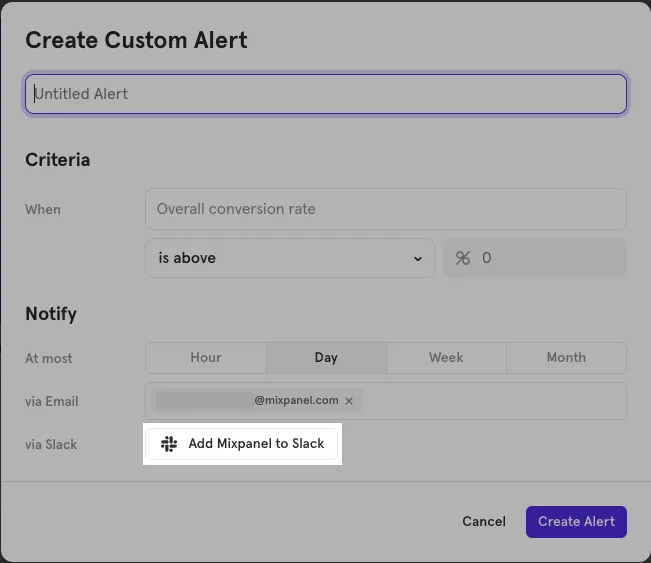 Create Custom Alert
Untitled Alert
Criteria
When
Overall conversion rate
is above
% 0
Notify
At most
Hour Day Week Month
via Email
@mixpanel.com ×
via Slack
Add Mixpanel to Slack
Cancel Create Alert